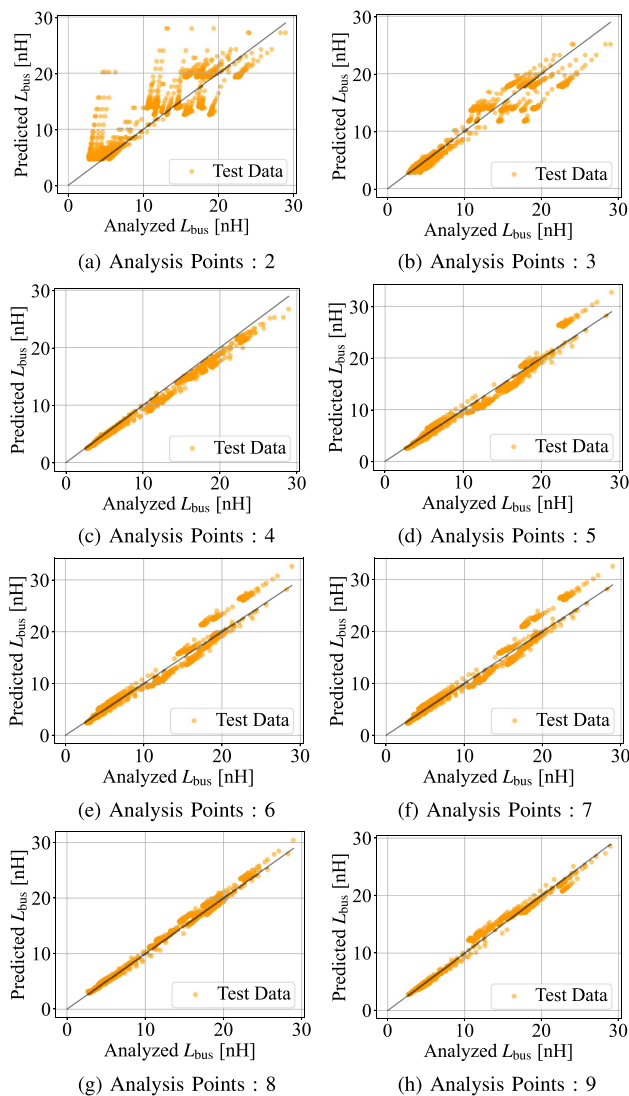 30
20
10
0
Predicted Lbus [nH]
Test Data
0 10 20 30
Analyzed Lbus [nH]
(a) Analysis Points : 2
30
20
10
0
Predicted Lbus [nH]
Test Data
0 10 20 30
Analyzed Lbus [nH]
(b) Analysis Points : 3
30
20
10
0
Predicted Lbus [nH]
Test Data
0 10 20 30
Analyzed Lbus [nH]
(c) Analysis Points : 4
30
20
10
0
Predicted Lbus [nH]
Test Data
0 10 20 30
Analyzed Lbus [nH]
(d) Analysis Points : 5
30
20
10
0
Predicted Lbus [nH]
Test Data
0 10 20 30
Analyzed Lbus [nH]
(e) Analysis Points : 6
30
20
10
0
Predicted Lbus [nH]
Test Data
0 10 20 30
Analyzed Lbus [nH]
(f) Analysis Points : 7
30
20
10
0
Predicted Lbus [nH]
Test Data
0 10 20 30
Analyzed Lbus [nH]
(g) Analysis Points : 8
30
20
10
0
Predicted Lbus [nH]
Test Data
0 10 20 30
Analyzed Lbus [nH]
(h) Analysis Points : 9